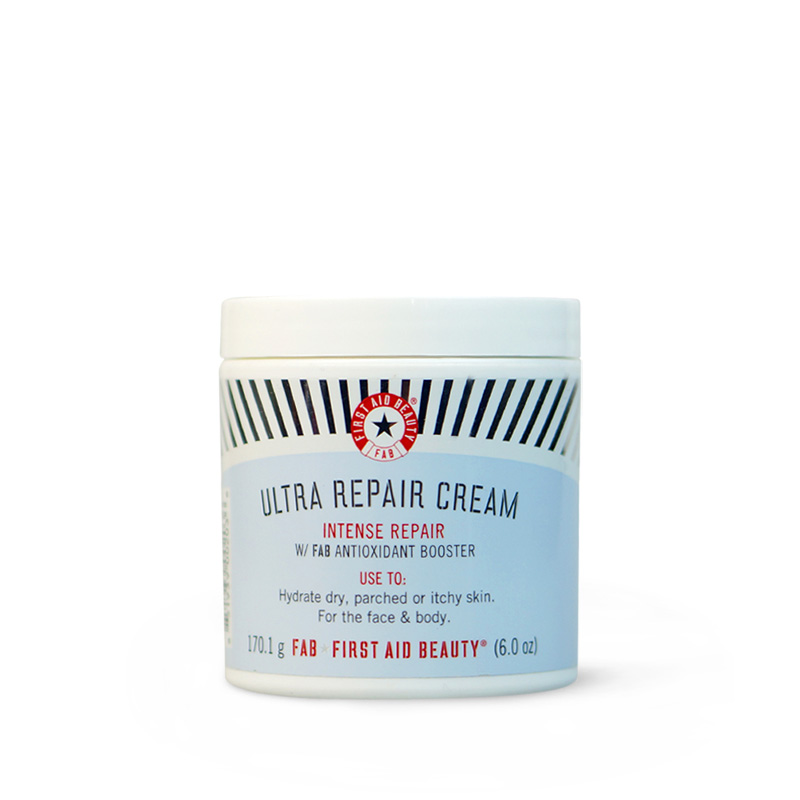 FIRST AID BEAUTY®
FAB
ULTRA REPAIR CREAM
INTENSE REPAIR
W/ FAB ANTIOXIDANT BOOSTER
USE TO:
Hydrate dry, parched or itchy skin.
For the face & body.
170.1 g FAB FIRST AID BEAUTY® (6.0 oz)